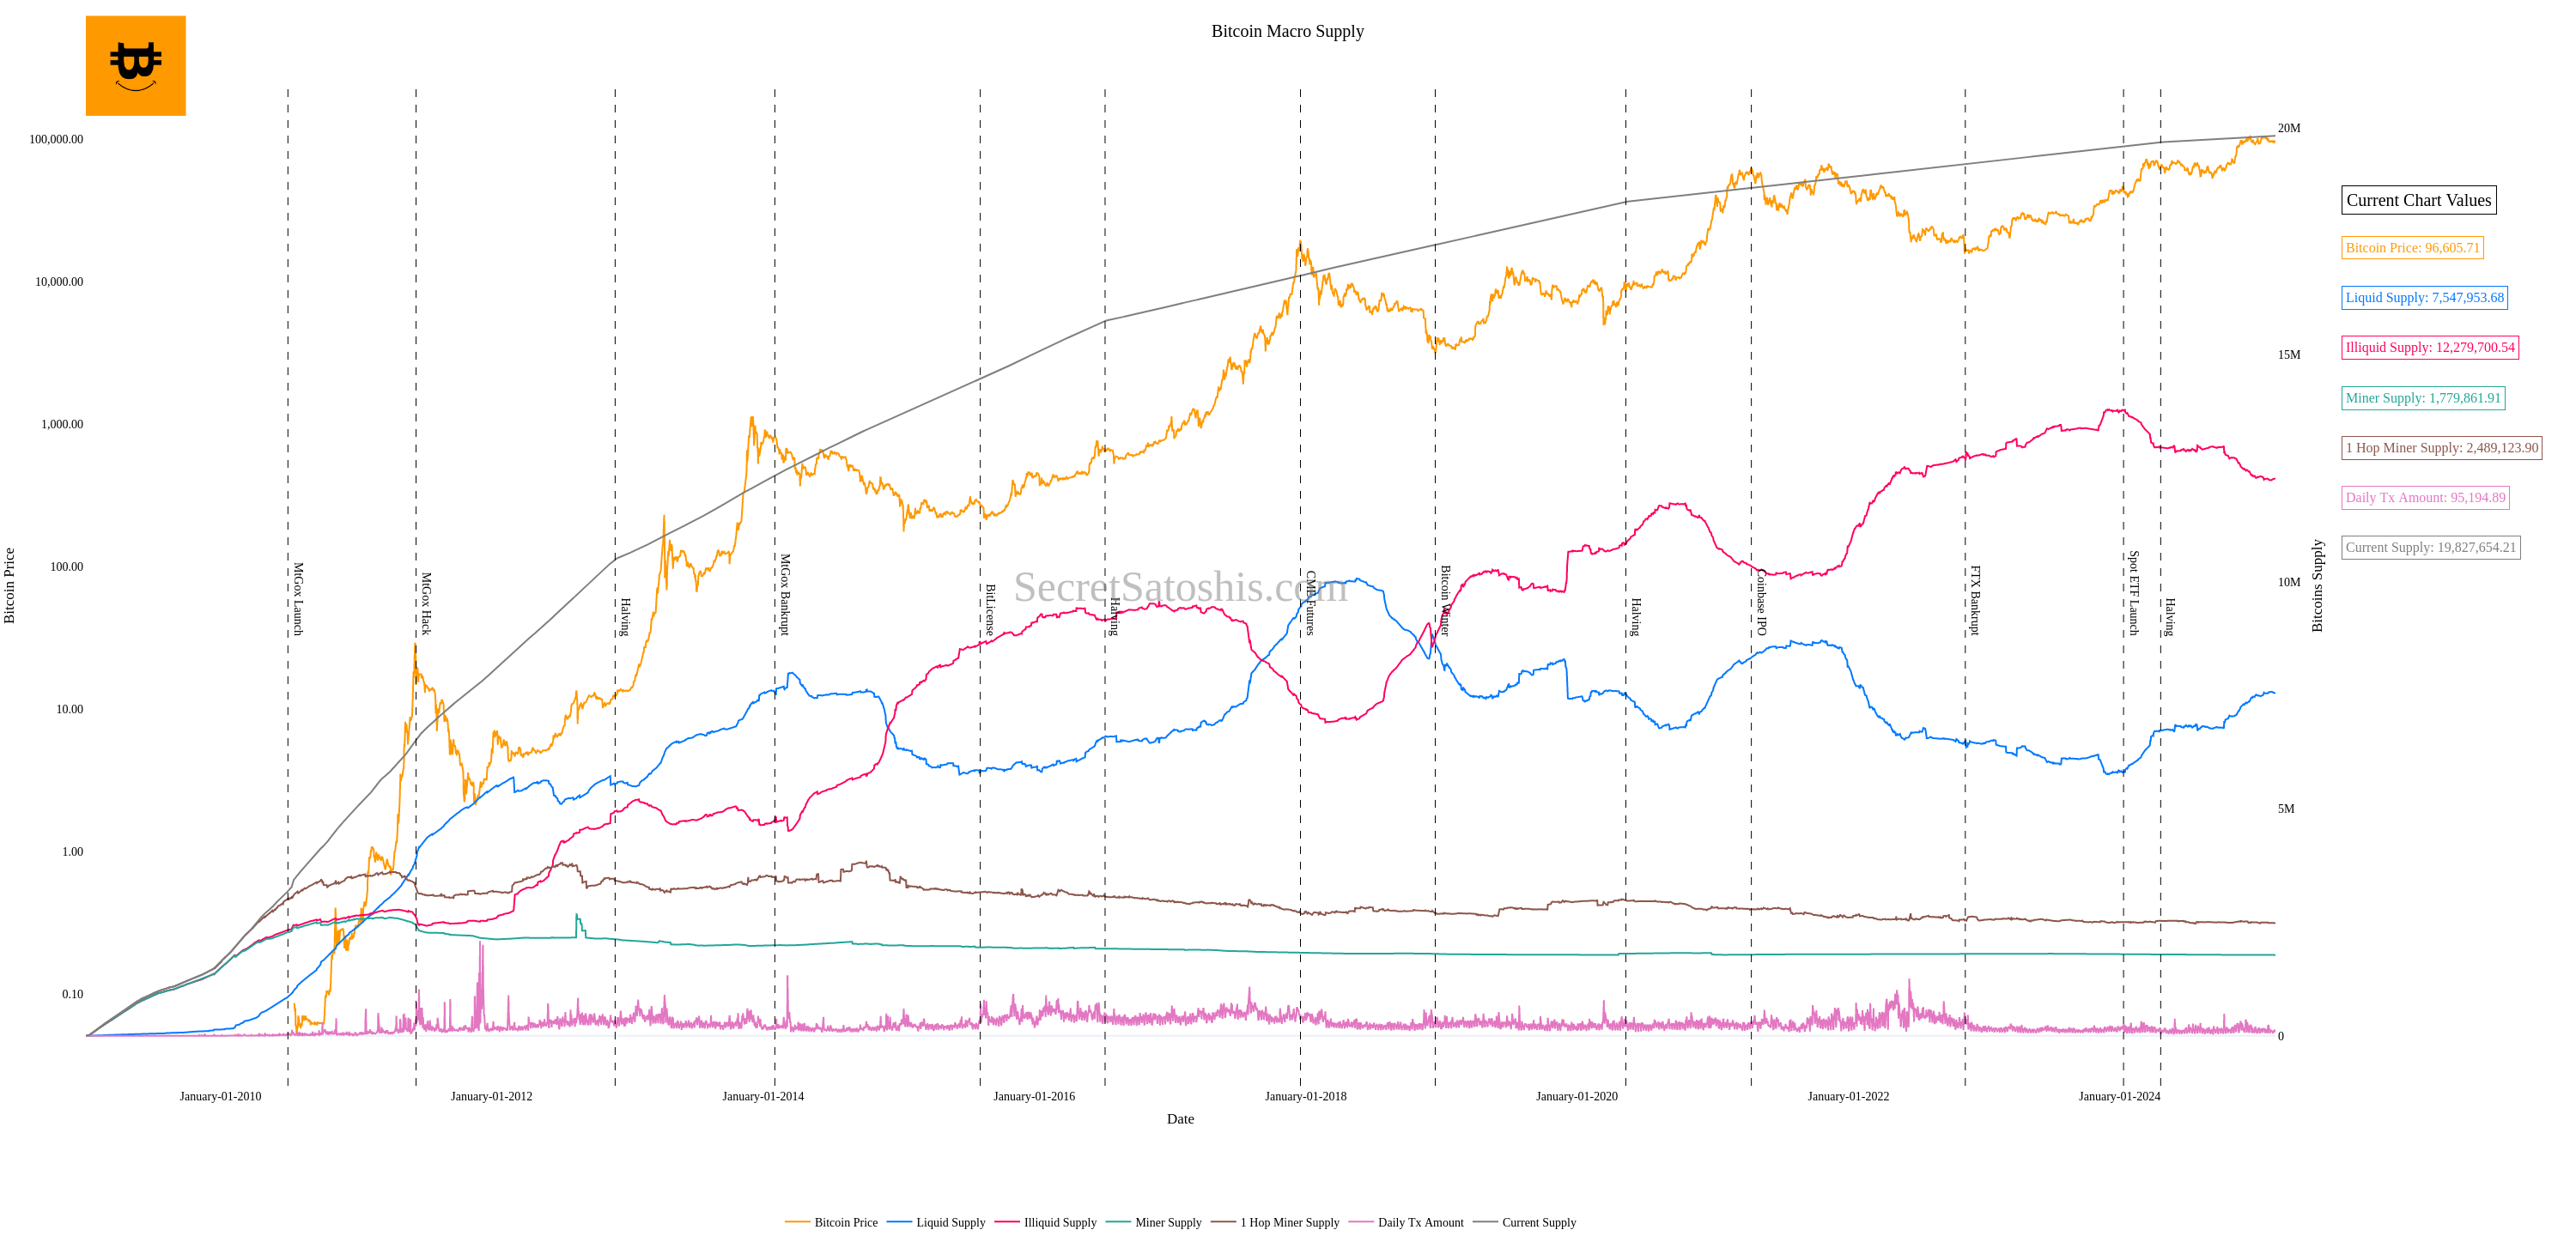 Bitcoin Macro Supply
100,000.00
10,000.00
1,000.00
100.00
10.00
1.00
0.10
Bitcoin Price
20M
15M
10M
5M
0
Bitcoins Supply
MtGox Launch
MtGox Hack
Halving
MtGox Bankrupt
BitLicense
Halving
CME Futures
Bitcoin Winter
Halving
Coinbase IPO
FTX Bankrupt
Spot ETF Launch
Halving
SecretSatoshis.com
January-01-2010
January-01-2012
January-01-2014
January-01-2016
January-01-2018
January-01-2020
January-01-2022
January-01-2024
Date
Current Chart Values
Bitcoin Price: 96,605.71
Liquid Supply: 7,547,953.68
Illiquid Supply: 12,279,700.54
Miner Supply: 1,779,861.91
1 Hop Miner Supply: 2,489,123.90
Daily Tx Amount: 95,194.89
Current Supply: 19,827,654.21
Bitcoin Price
Liquid Supply
Illiquid Supply
Miner Supply
1 Hop Miner Supply
Daily Tx Amount
Current Supply